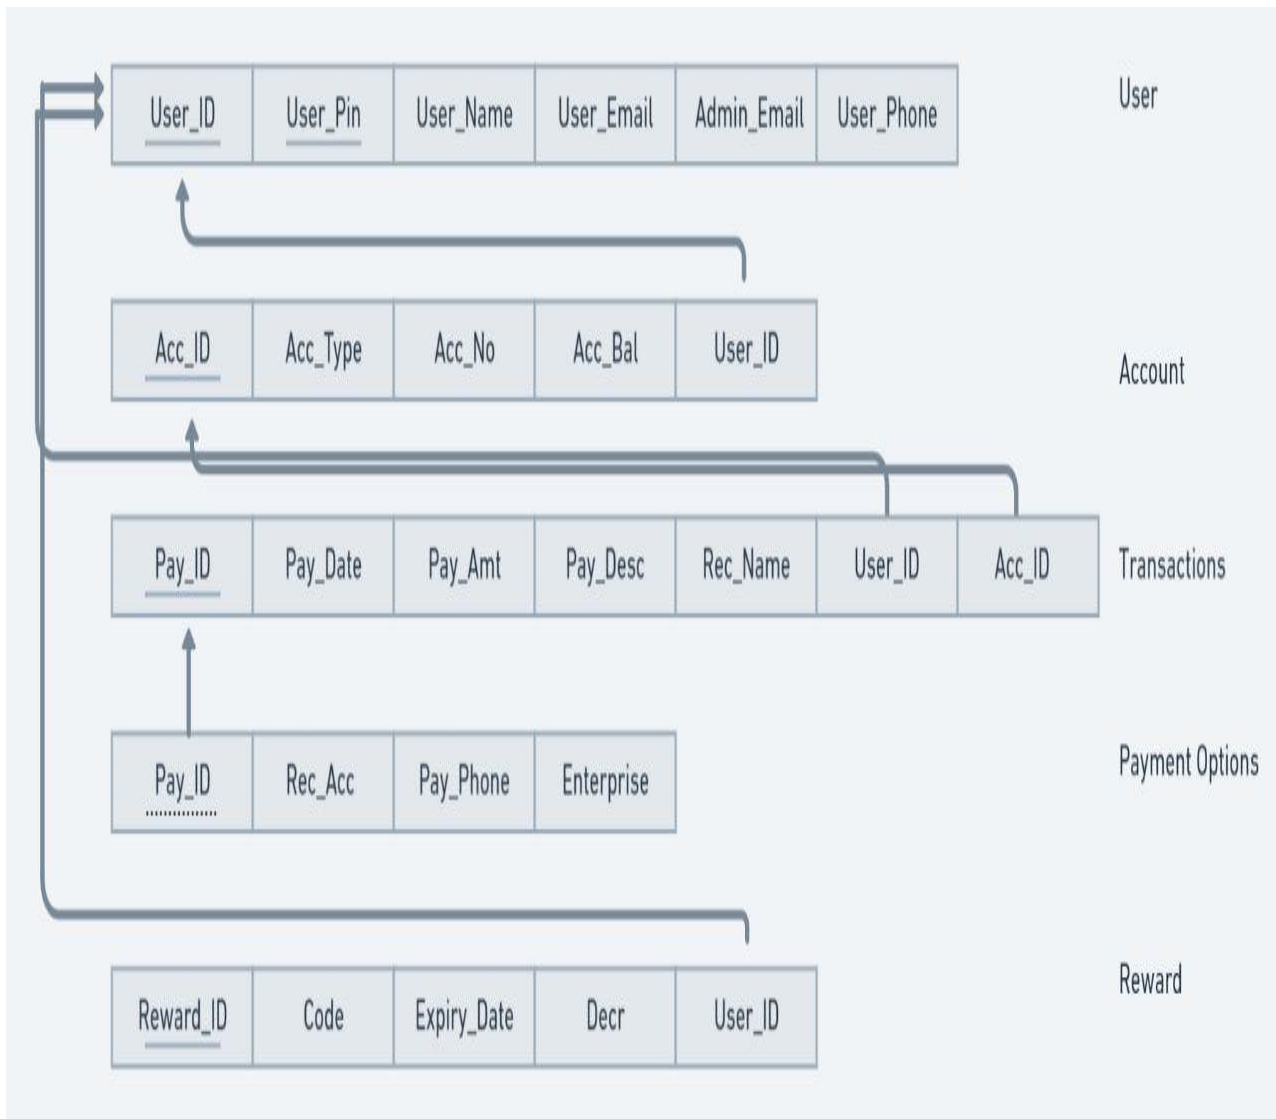 User_ID User_Pin User_Name User_Email Admin_Email User_Phone User
Acc_ID Acc_Type Acc_No Acc_Bal User_ID Account
Pay_ID Pay_Date Pay_Amt Pay_Desc Rec_Name User_ID Acc_ID Transactions
Pay_ID Rec_Acc Pay_Phone Enterprise Payment Options
Reward_ID Code Expiry_Date Decr User_ID Reward